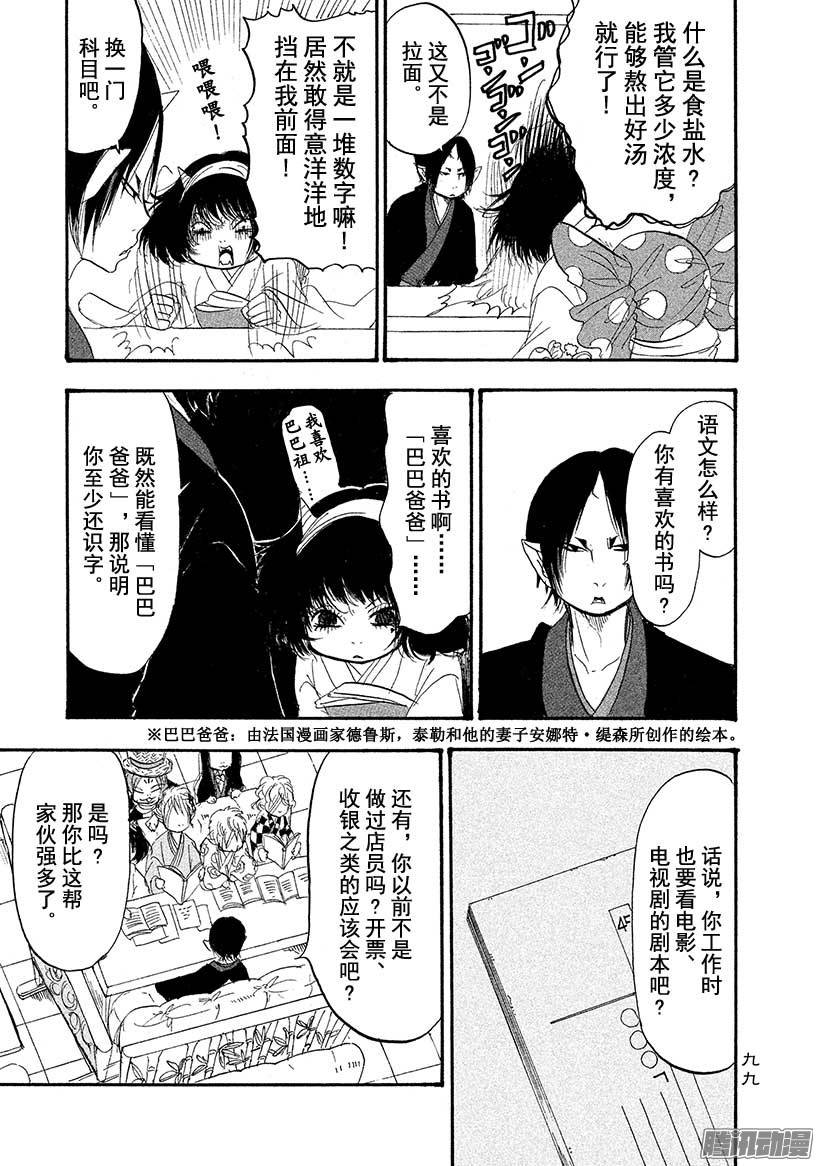 什么是食盐水？
我管它多少浓度，
能够熬出好汤
就行了！
ゴン
ゴン
ゴン
这又不是
拉面。
不就是一堆数字嘛！
居然敢得意洋洋地
挡在我前面！
喂喂喂！
换一门
科目吧。
语文怎么样？
你有喜欢的书吗？
喜欢的书啊……
「巴巴爸爸」……
我喜欢
巴巴祖……
既然能看懂「巴巴
爸爸」，那说明
你至少还识字。
※巴巴爸爸：由法国漫画家德鲁斯，泰勒和他的妻子安娜特·缇森所创作的绘本。
话说，你工作时
也要看电影、
电视剧的剧本吧？
还有，你以前不是
做过店员吗？开票、
收银之类的应该会吧？
是吗？
那你比这帮
家伙强多了。
九九
腾讯动漫